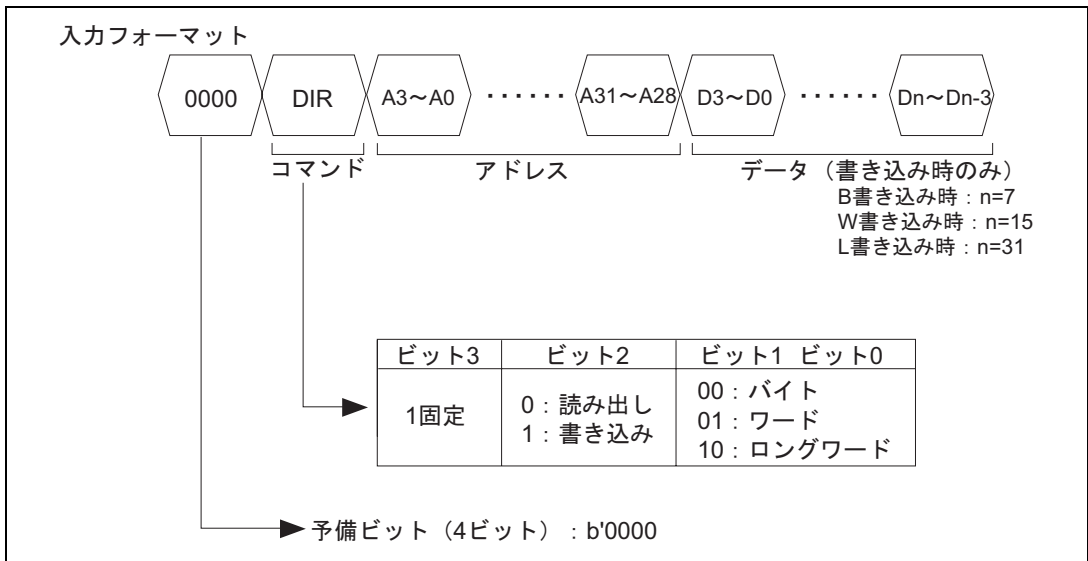 入力フォーマット
0000 DIR A3～A0 ······ A31～A28 D3～D0 ······ Dn～Dn-3
コマンド アドレス データ（書き込み時のみ）
B書き込み時：n=7
W書き込み時：n=15
L書き込み時：n=31
ビット3 ビット2 ビット1 ビット0
1固定 0：読み出し 00：バイト
1：書き込み 01：ワード
10：ロングワード
予備ビット（4ビット）：b'0000